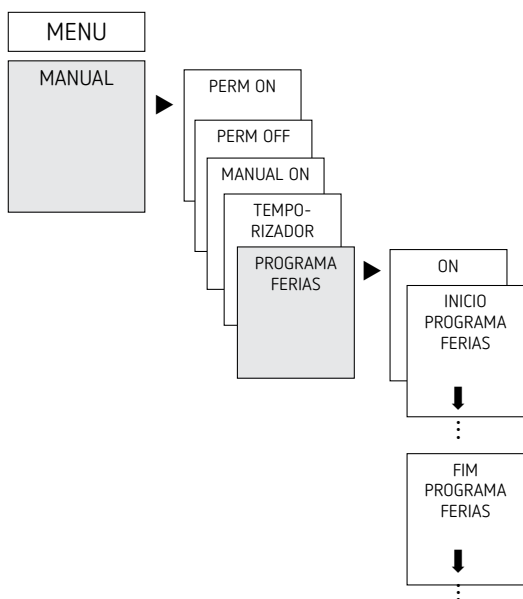 MENU
MANUAL
PERM ON
PERM OFF
MANUAL ON
TEMPO-
RIZADOR
PROGRAMA
FERIAS
ON
INICIO
PROGRAMA
FERIAS
FIM
PROGRAMA
FERIAS